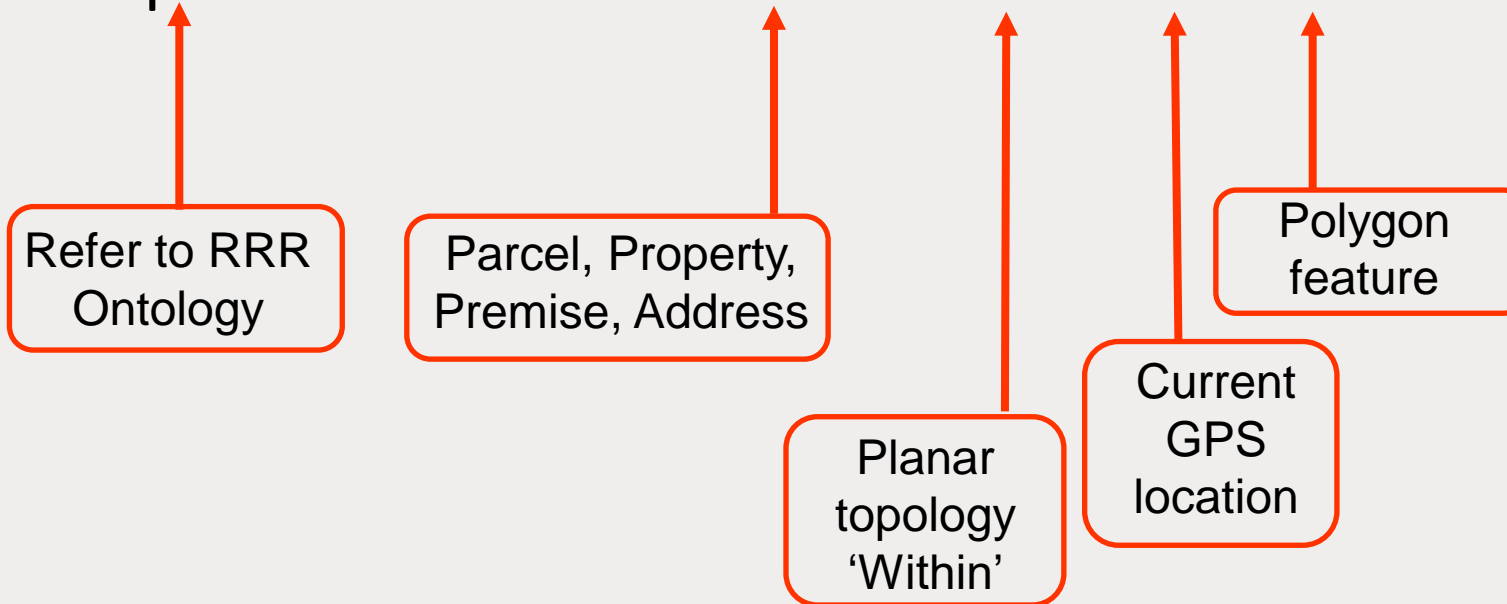 Refer to RRR
Ontology
Parcel, Property,
Premise, Address
Planar
topology
‘Within’
Current
GPS
location
Polygon
feature